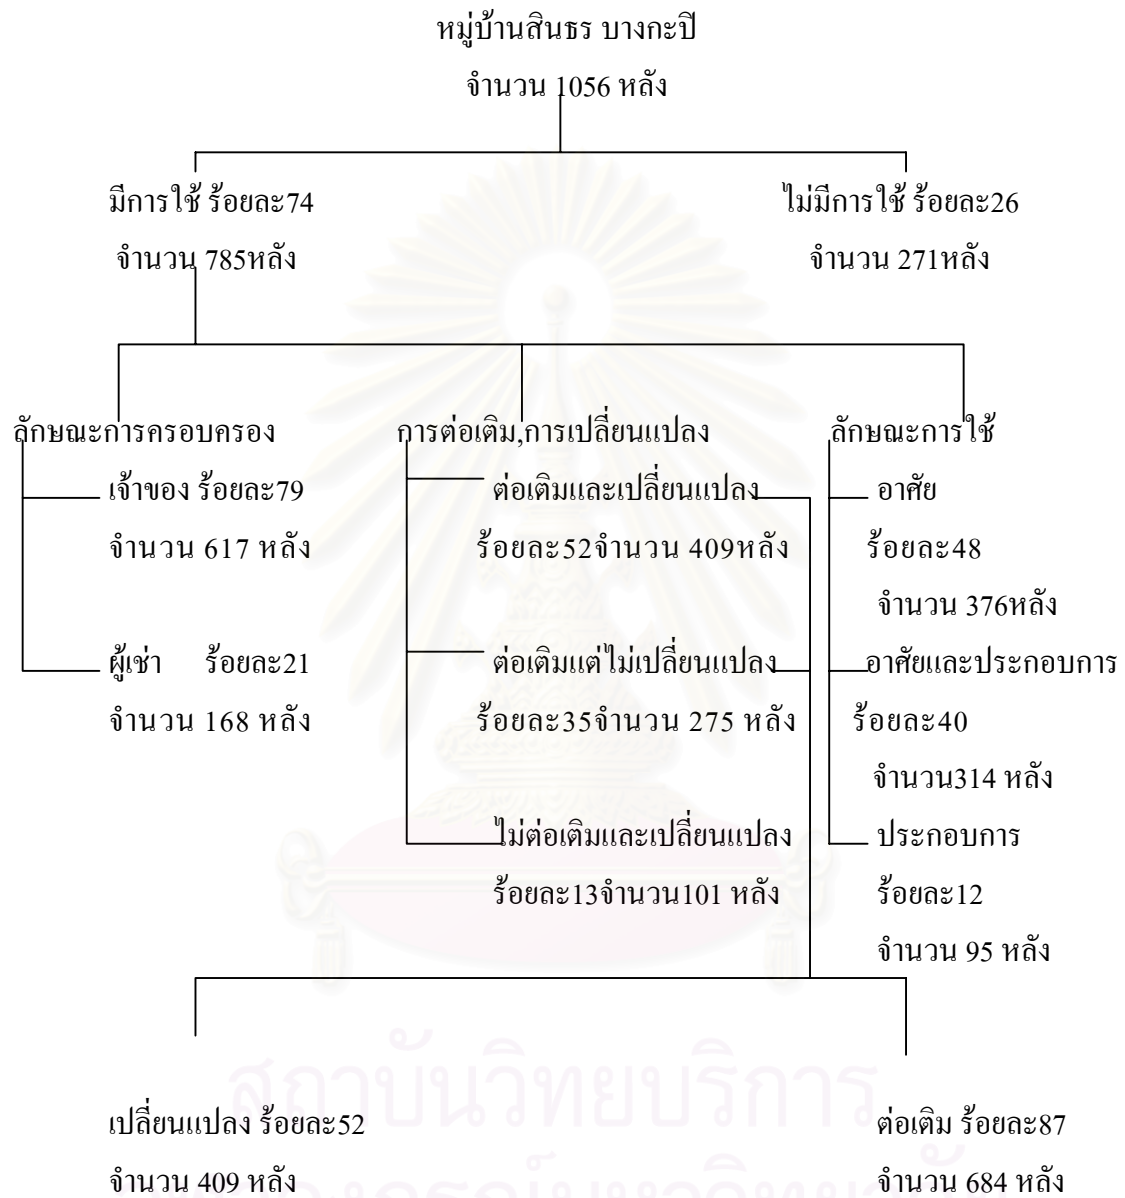 หมู่บ้านสินธร บางกะปิ
จำนวน 1056 หลัง
มีการใช้ ร้อยละ74
จำนวน 785หลัง
ไม่มีการใช้ ร้อยละ26
จำนวน 271หลัง
ลักษณะการครอบครอง
เจ้าของ ร้อยละ79
จำนวน 617 หลัง
ผู้เช่า ร้อยละ21
จำนวน 168 หลัง
การต่อเติม,การเปลี่ยนแปลง
ต่อเติมและเปลี่ยนแปลง
ร้อยละ52จำนวน 409หลัง
ต่อเติมแต่ไม่เปลี่ยนแปลง
ร้อยละ35จำนวน 275 หลัง
ไม่ต่อเติมและเปลี่ยนแปลง
ร้อยละ13จำนวน101 หลัง
ลักษณะการใช้
อาศัย
ร้อยละ48
จำนวน 376หลัง
อาศัยและประกอบการ
ร้อยละ40
จำนวน314 หลัง
ประกอบการ
ร้อยละ12
จำนวน 95 หลัง
เปลี่ยนแปลง ร้อยละ52
จำนวน 409 หลัง
ต่อเติม ร้อยละ87
จำนวน 684 หลัง
สถาบันวิทยบริการ